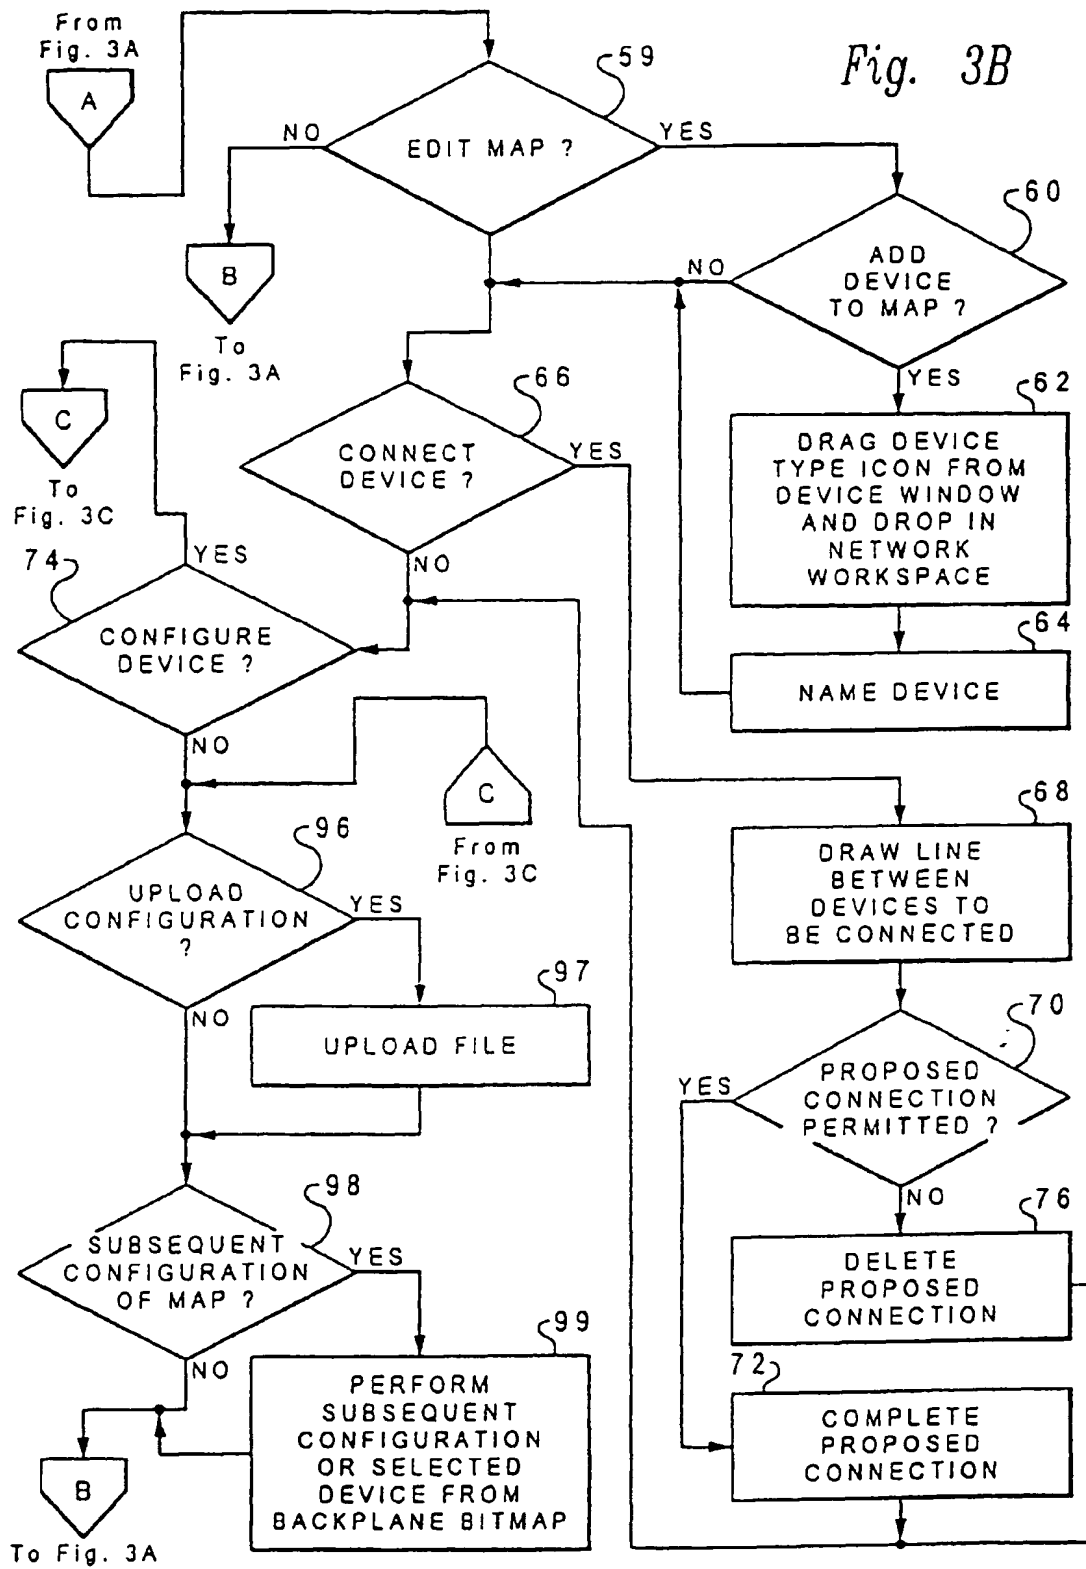 From
Fig. 3A
A
Fig. 3B
59
EDIT MAP ?
NO
YES
B
To
Fig. 3A
60
ADD
DEVICE
TO MAP ?
NO
YES
62
DRAG DEVICE
TYPE ICON FROM
DEVICE WINDOW
AND DROP IN
NETWORK
WORKSPACE
64
NAME DEVICE
66
CONNECT
DEVICE ?
YES
NO
C
To
Fig. 3C
74
YES
CONFIGURE
DEVICE ?
NO
C
From
Fig. 3C
68
DRAW LINE
BETWEEN
DEVICES TO
BE CONNECTED
96
UPLOAD
CONFIGURATION
?
YES
NO
97
UPLOAD FILE
70
PROPOSED
CONNECTION
PERMITTED ?
YES
NO
76
DELETE
PROPOSED
CONNECTION
72
COMPLETE
PROPOSED
CONNECTION
98
SUBSEQUENT
CONFIGURATION
OF MAP ?
YES
NO
99
PERFORM
SUBSEQUENT
CONFIGURATION
OR SELECTED
DEVICE FROM
BACKPLANE BITMAP
B
To Fig. 3A